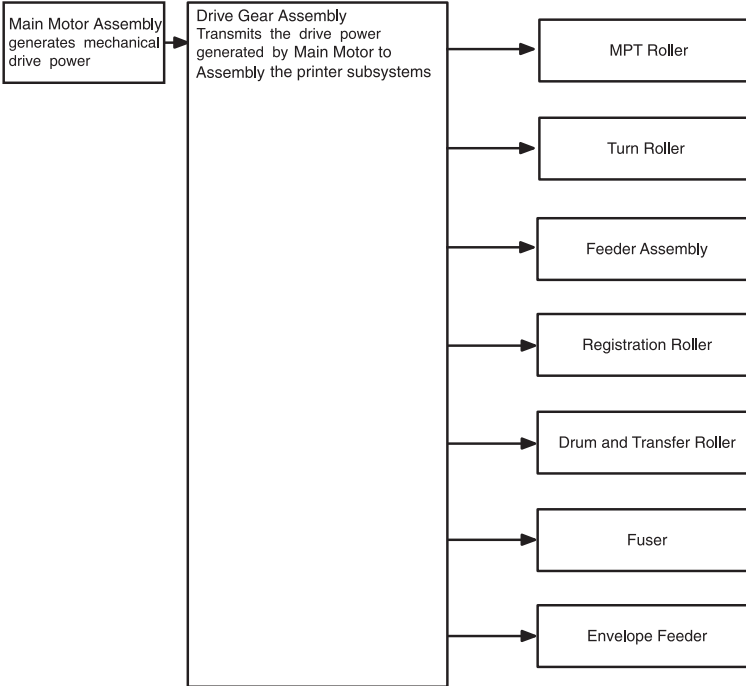 Main Motor Assembly
generates mechanical
drive power
Drive Gear Assembly
Transmits the drive power
generated by Main Motor to
Assembly the printer subsystems
MPT Roller
Turn Roller
Feeder Assembly
Registration Roller
Drum and Transfer Roller
Fuser
Envelope Feeder